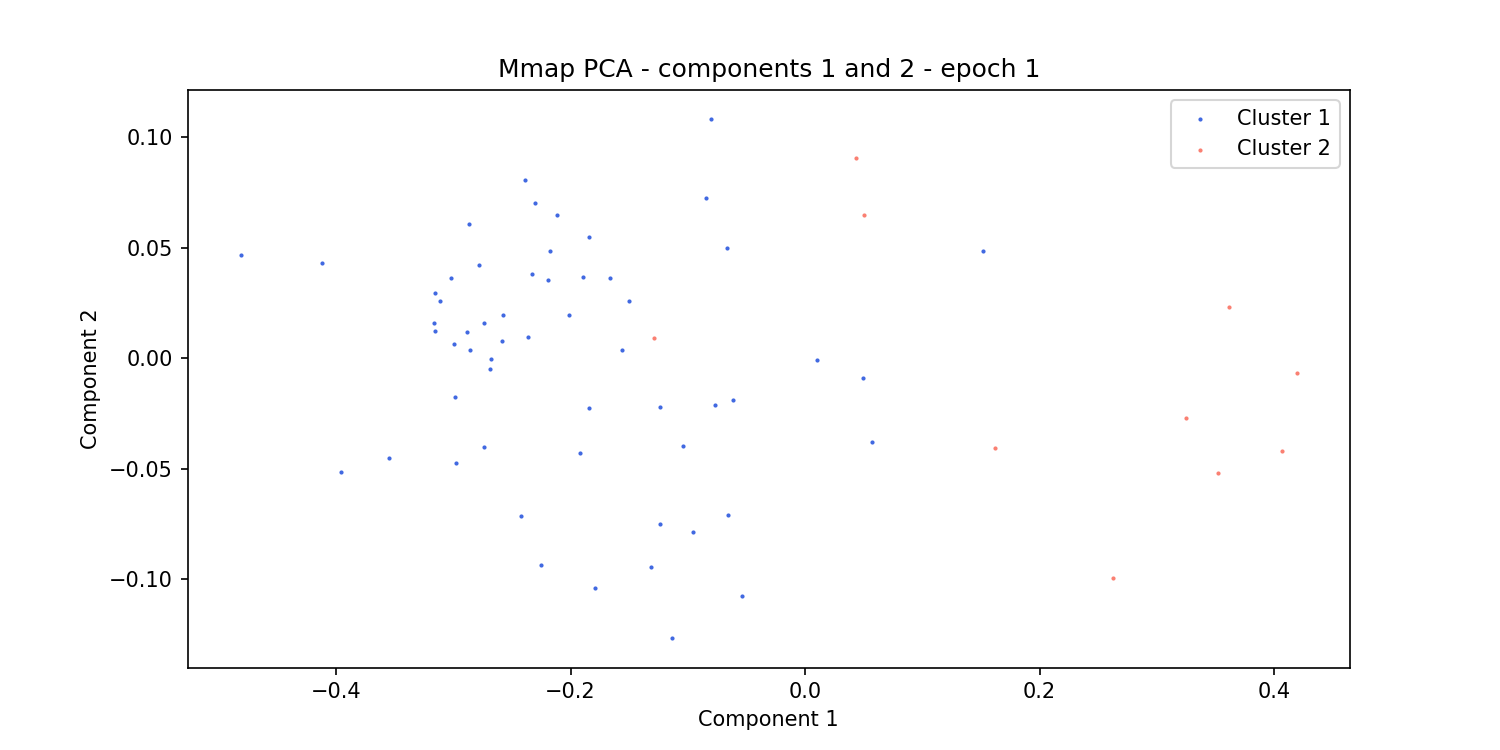 Mmap PCA - components 1 and 2 - epoch 1
Cluster 1
Cluster 2
0.10
0.05
0.00
−0.05
−0.10
Component 2
−0.4
−0.2
0.0
0.2
0.4
Component 1